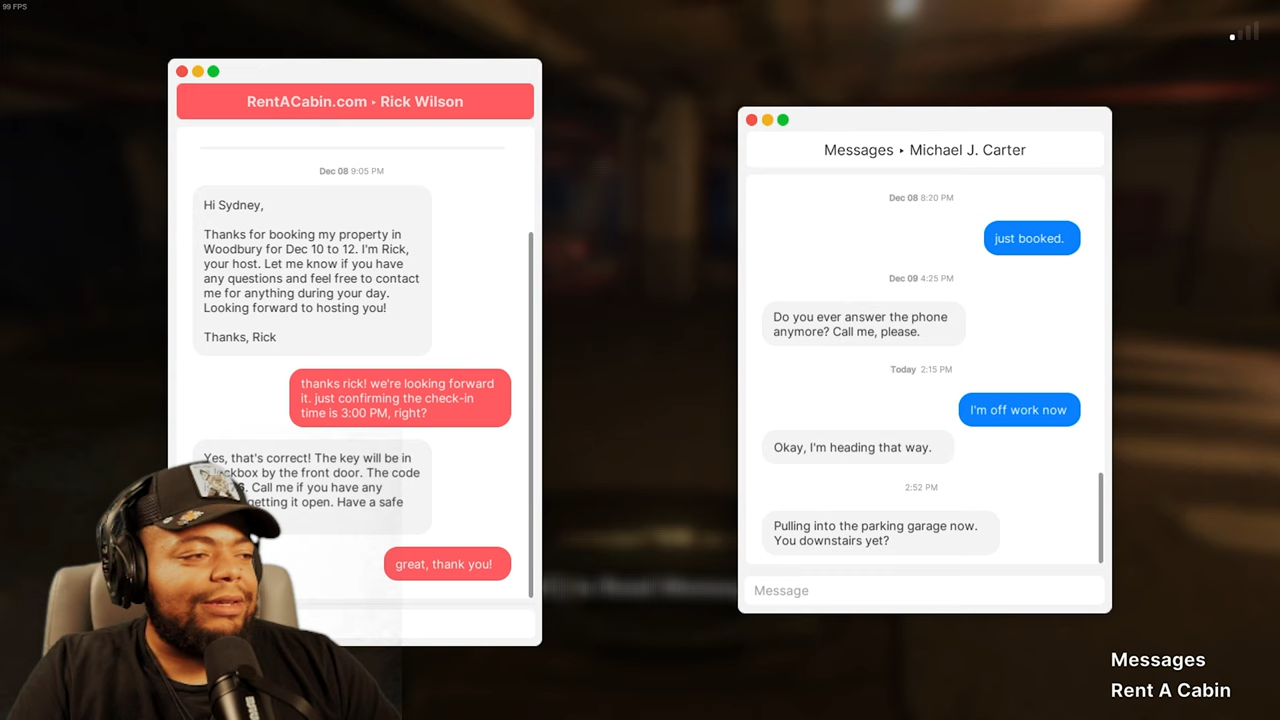 99 FPS
RentACabin.com ▸ Rick Wilson
Dec 08 9:05 PM
Hi Sydney,
Thanks for booking my property in
Woodbury for Dec 10 to 12. I'm Rick,
your host. Let me know if you have
any questions and feel free to contact
me for anything during your day.
Looking forward to hosting you!
Thanks, Rick
thanks rick! we're looking forward
it. just confirming the check-in
time is 3:00 PM, right?
Yes, that's correct! The key will be in
by the front door. The code
Call me if you have any
getting it open. Have a safe
great, thank you!
Messages ▸ Michael J. Carter
Dec 08 8:20 PM
just booked.
Dec 09 4:25 PM
Do you ever answer the phone
anymore? Call me, please.
Today 2:15 PM
I'm off work now
Okay, I'm heading that way.
2:52 PM
Pulling into the parking garage now.
You downstairs yet?
Message
Messages
Rent A Cabin